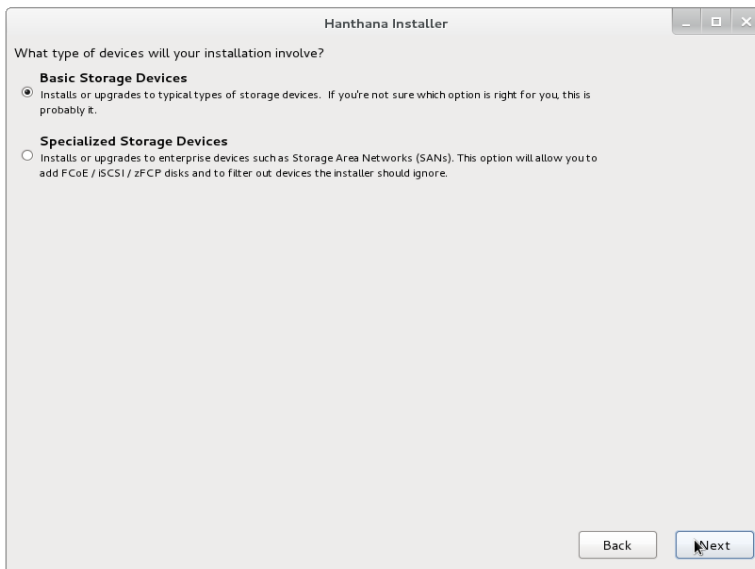 Hanthana Installer
What type of devices will your installation involve?
Basic Storage Devices
Installs or upgrades to typical types of storage devices. If you're not sure which option is right for you, this is
probably it.
Specialized Storage Devices
Installs or upgrades to enterprise devices such as Storage Area Networks (SANs). This option will allow you to
add FCoE / iSCSI / zFCP disks and to filter out devices the installer should ignore.
Back
Next